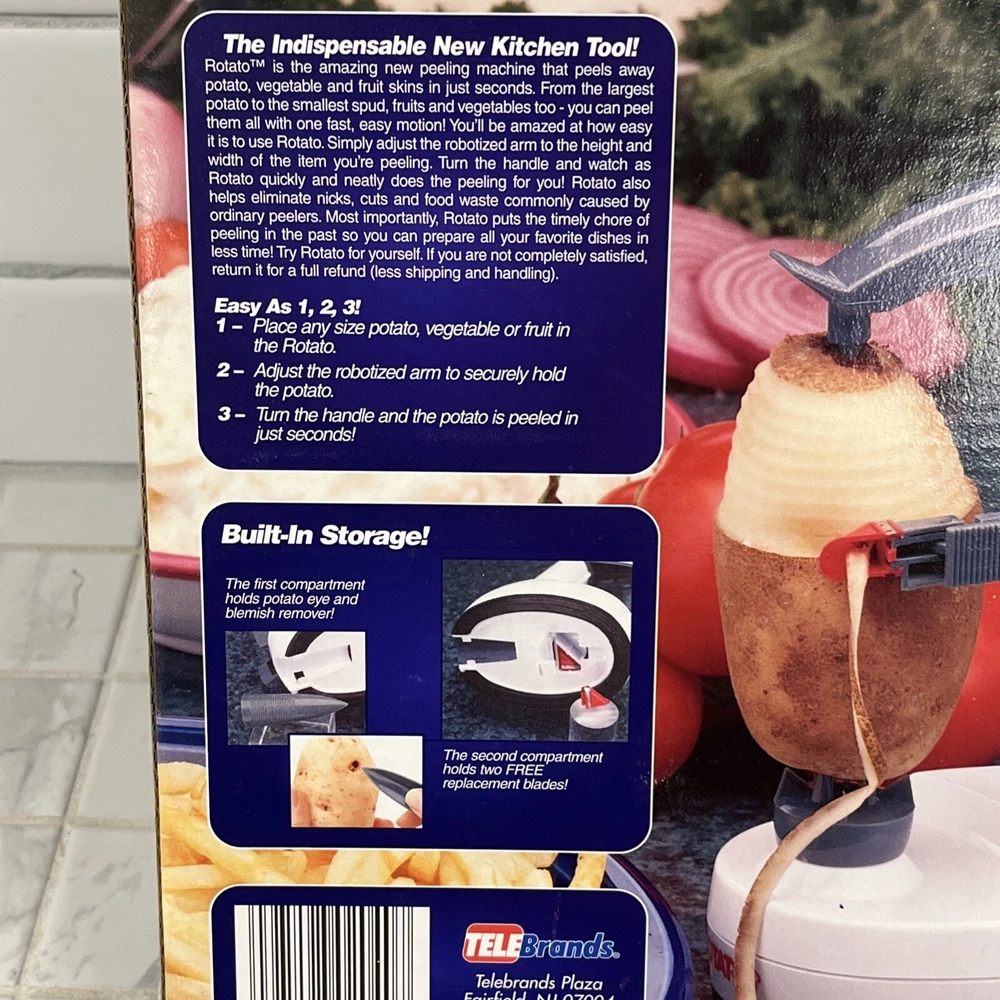 The Indispensable New Kitchen Tool!
Rotato™ is the amazing new peeling machine that peels away
potato, vegetable and fruit skins in just seconds. From the largest
potato to the smallest spud, fruits and vegetables too - you can peel
them all with one fast, easy motion! You'll be amazed at how easy
it is to use Rotato. Simply adjust the robotized arm to the height and
width of the item you're peeling. Turn the handle and watch as
Rotato quickly and neatly does the peeling for you! Rotato also
helps eliminate nicks, cuts and food waste commonly caused by
ordinary peelers. Most importantly, Rotato puts the timely chore of
peeling in the past so you can prepare all your favorite dishes in
less time! Try Rotato for yourself. If you are not completely satisfied,
return it for a full refund (less shipping and handling).
Easy As 1, 2, 3!
1 – Place any size potato, vegetable or fruit in
the Rotato.
2 – Adjust the robotized arm to securely hold
the potato.
3 – Turn the handle and the potato is peeled in
just seconds!
Built-In Storage!
The first compartment
holds potato eye and
blemish remover!
The second compartment
holds two FREE
replacement blades!
TELEBrands®
Telebrands Plaza
Fairfield, NJ 07004